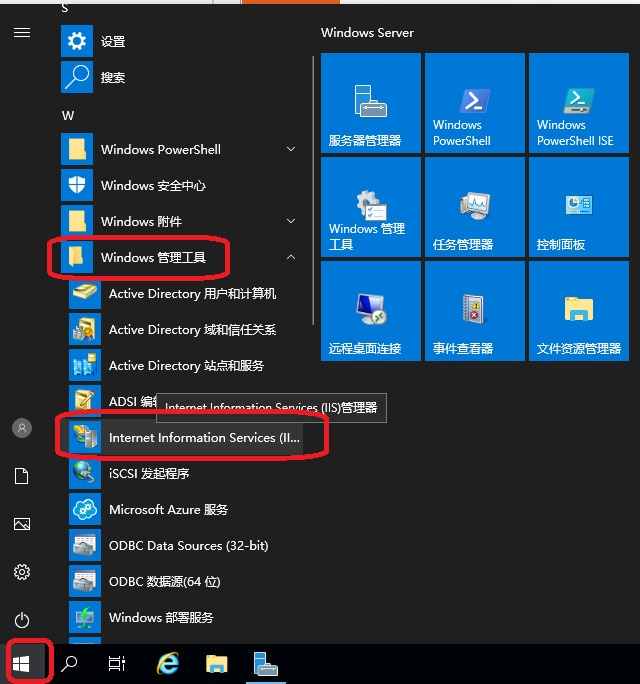 S
设置
搜索
W
Windows PowerShell
Windows 安全中心
Windows 附件
Windows 管理工具
Active Directory 用户和计算机
Active Directory 域和信任关系
Active Directory 站点和服务
ADSI 编辑
Internet Information Services (IIS)管理器
Internet Information Services (II...
iSCSI 发起程序
Microsoft Azure 服务
ODBC Data Sources (32-bit)
ODBC 数据源(64 位)
Windows 部署服务
Windows Server
服务器管理器
Windows
PowerShell
Windows
PowerShell ISE
Windows 管理
工具
任务管理器
控制面板
远程桌面连接
事件查看器
文件资源管理器